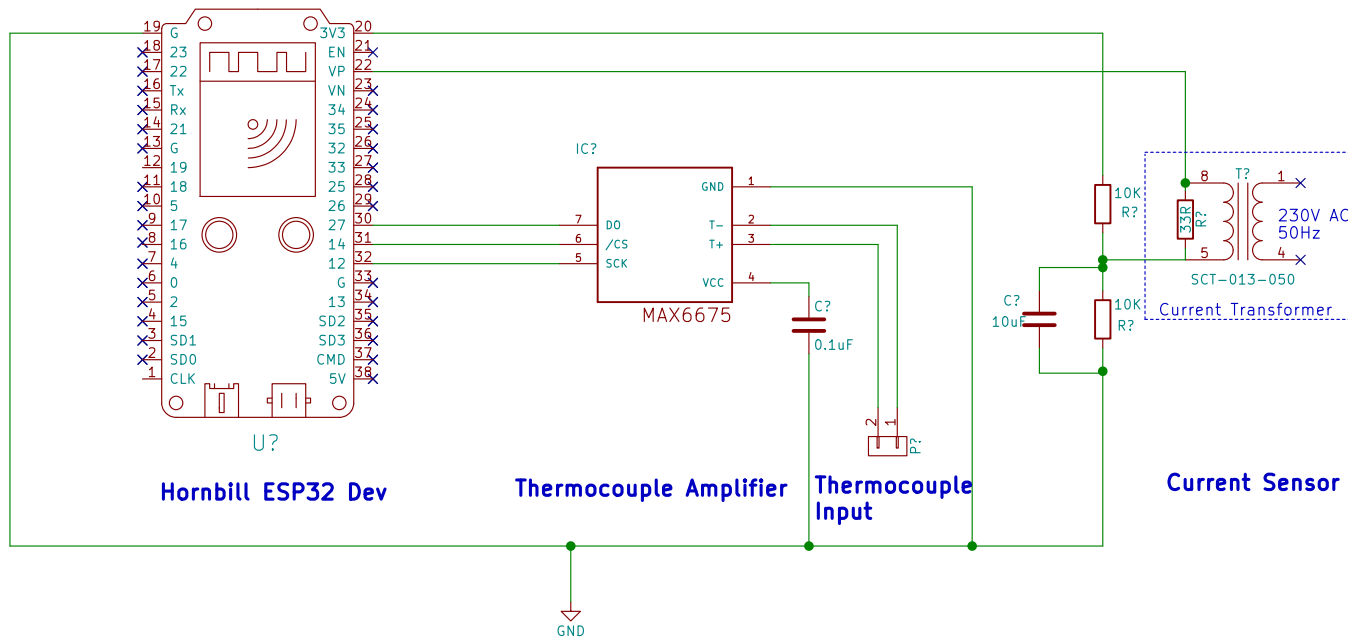 19 G
18 23
17 22
16 Tx
15 Rx
14 21
13 G
12 19
11 18
10 5
9 17
8 16
7 4
6 0
5 2
4 15
3 SD1
2 SD0
1 CLK
3V3 20
EN 21
VP 22
VN 23
34 24
35 25
32 26
33 27
25 28
26 29
27 30
14 31
12 32
G 33
13 34
SD2 35
SD3 36
CMD 37
5V 38
U?
Hornbill ESP32 Dev
IC?
7 DO
6 /CS
5 SCK
GND 1
T- 2
T+ 3
VCC 4
MAX6675
C?
0.1uF
Thermocouple Amplifier
2 1
P?
Thermocouple
Input
10K
R?
C?
10uF
10K
R?
33R
R?
8 T? 1
5 4
230V AC
50Hz
SCT-013-050
Current Transformer
Current Sensor
GND